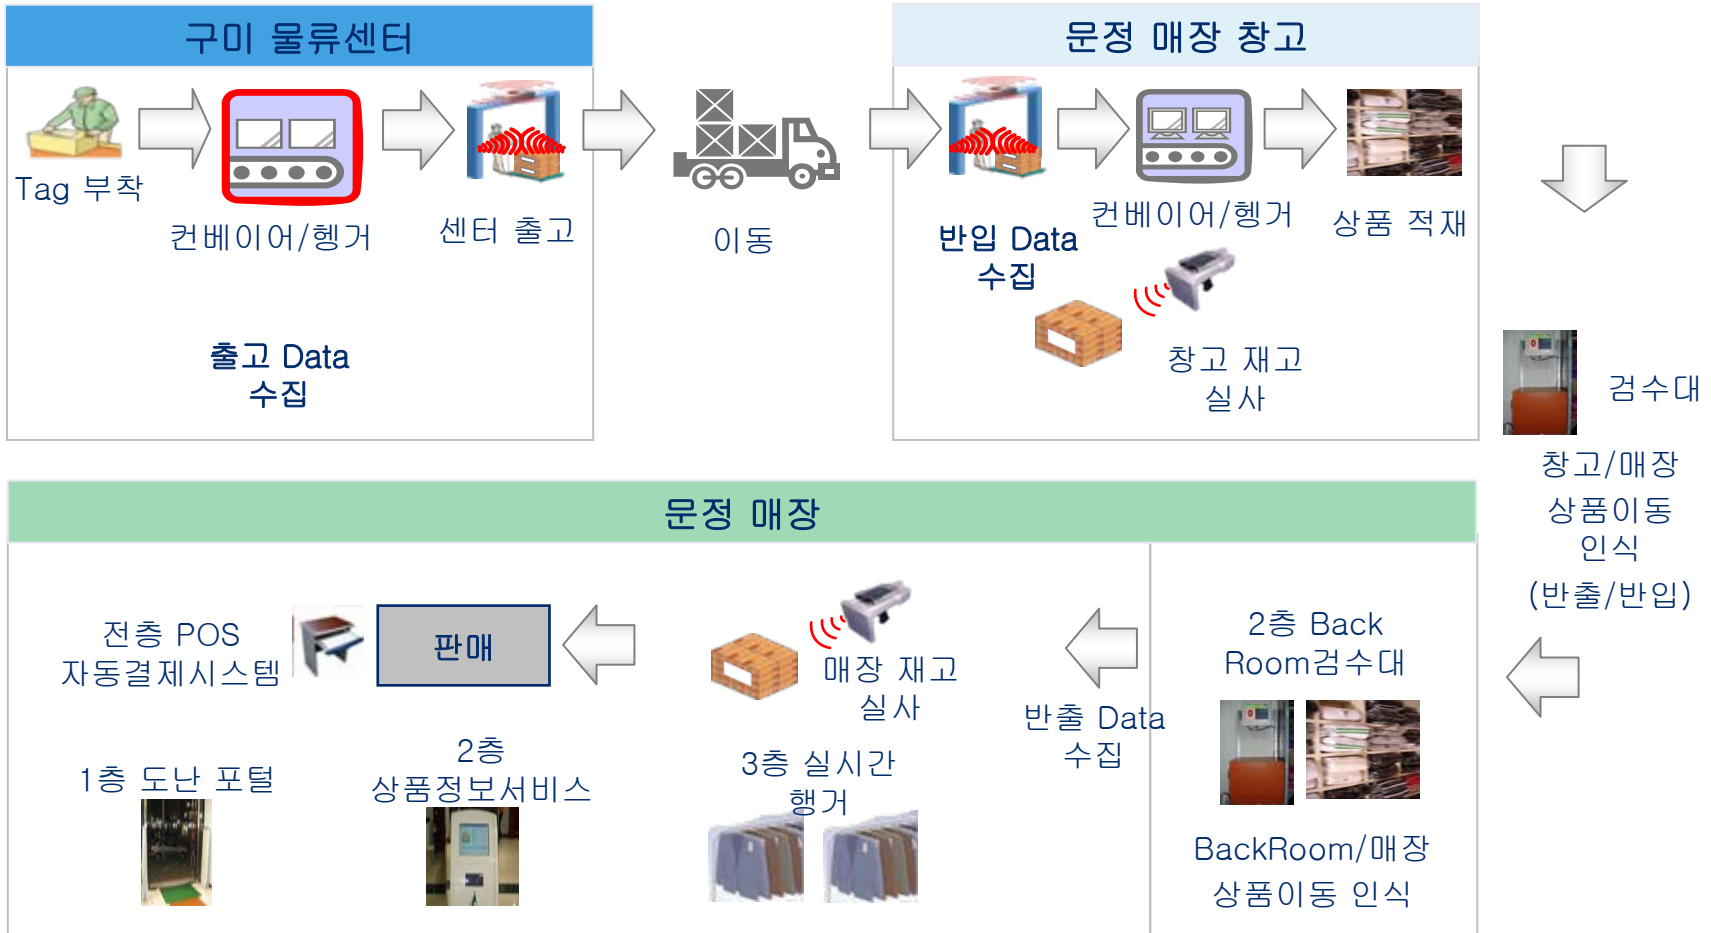 구미 물류센터
Tag 부착
컨베이어/헹거
센터 출고
출고 Data
수집
이동
문정 매장 창고
반입 Data
수집
컨베이어/헹거
상품 적재
창고 재고
실사
검수대
창고/매장
상품이동
인식
(반출/반입)
문정 매장
전층 POS
자동결제시스템
판매
매장 재고
실사
반출 Data
수집
2층 Back
Room검수대
1층 도난 포털
2층
상품정보서비스
3층 실시간
행거
BackRoom/매장
상품이동 인식